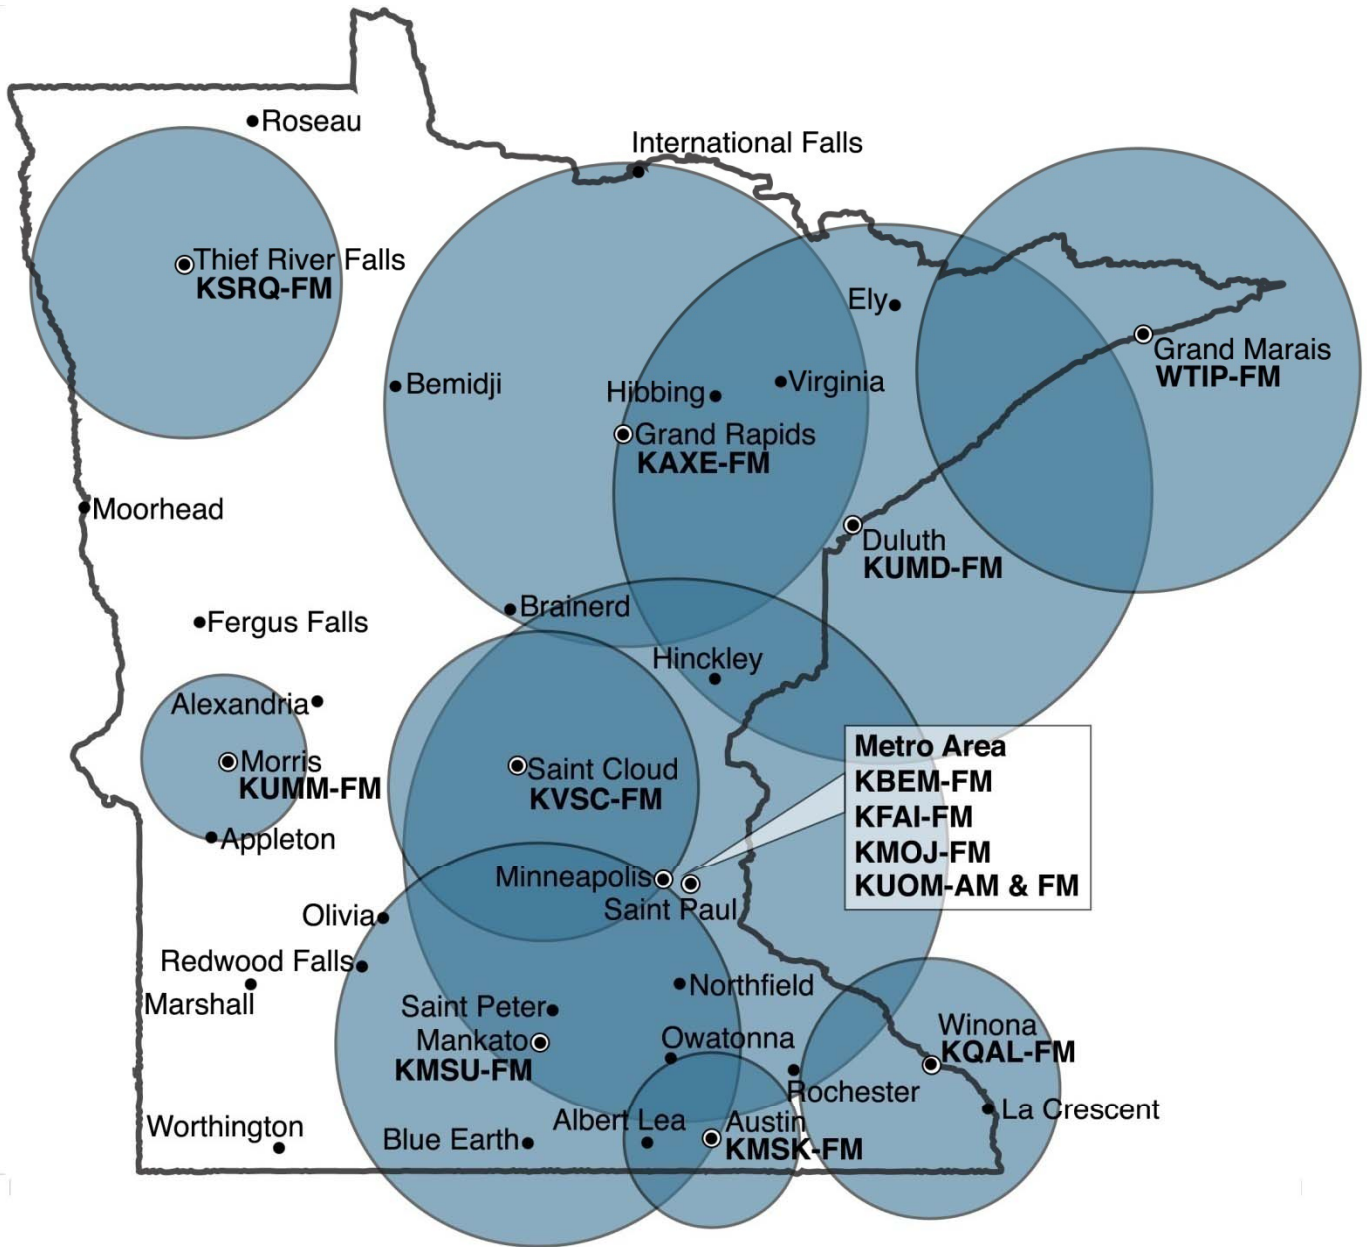 Roseau
International Falls
Thief River Falls
KSRQ-FM
Ely
Grand Marais
WTIP-FM
Bemidji
Hibbing
Virginia
Grand Rapids
KAXE-FM
Moorhead
Duluth
KUMD-FM
Brainerd
Fergus Falls
Hinckley
Alexandria
Morris
KUMM-FM
Saint Cloud
KVSC-FM
Metro Area
KBEM-FM
KFAI-FM
KMOJ-FM
KUOM-AM & FM
Appleton
Minneapolis
Saint Paul
Olivia
Redwood Falls
Marshall
Northfield
Saint Peter
Mankato
KMSU-FM
Owatonna
Winona
KQAL-FM
Rochester
La Crescent
Worthington
Blue Earth
Albert Lea
Austin
KMSK-FM